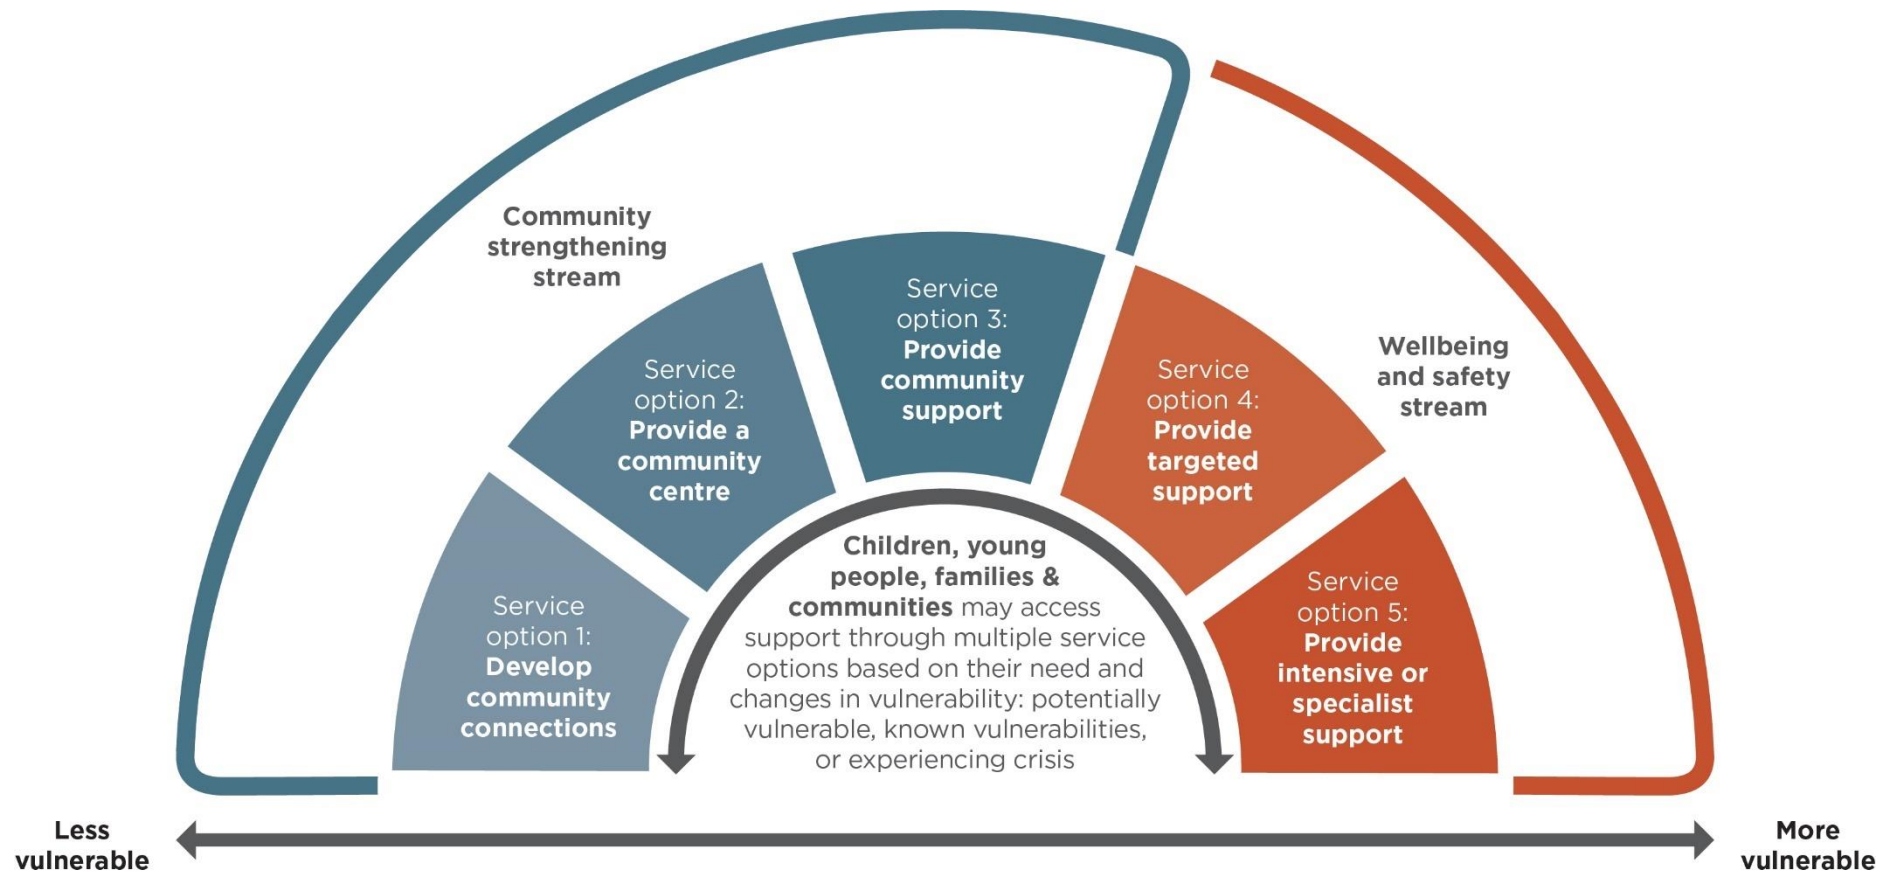 Community
strengthening
stream
Service
option 1:
Develop
community
connections
Service
option 2:
Provide a
community
centre
Service
option 3:
Provide
community
support
Service
option 4:
Provide
targeted
support
Service
option 5:
Provide
intensive or
specialist
support
Wellbeing
and safety
stream
Children, young
people, families &
communities may access
support through multiple service
options based on their need and
changes in vulnerability: potentially
vulnerable, known vulnerabilities,
or experiencing crisis
Less
vulnerable
More
vulnerable